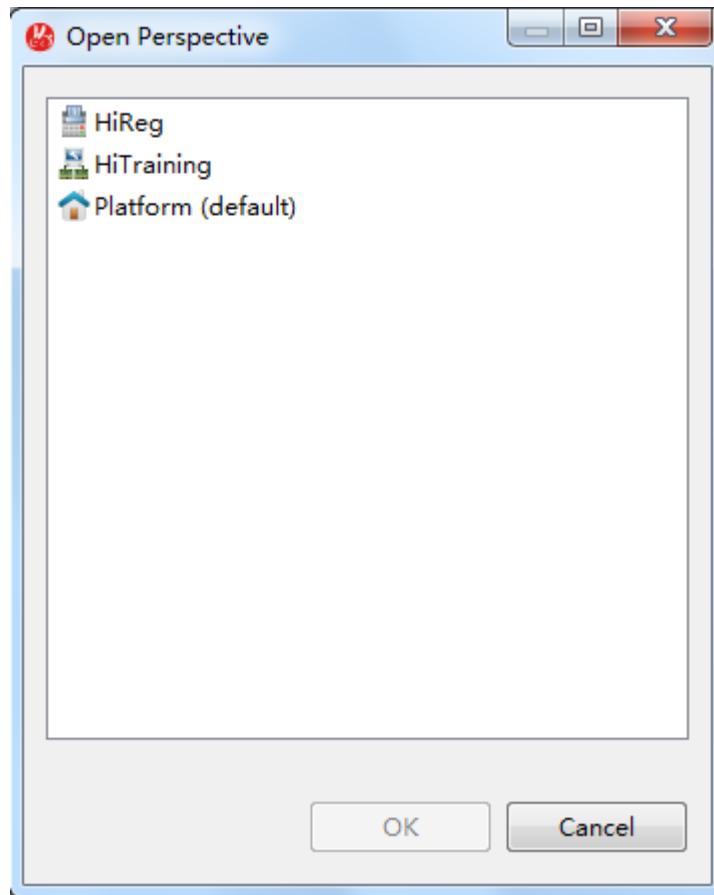 Open Perspective
HiReg
HiTraining
Platform (default)
OK
Cancel